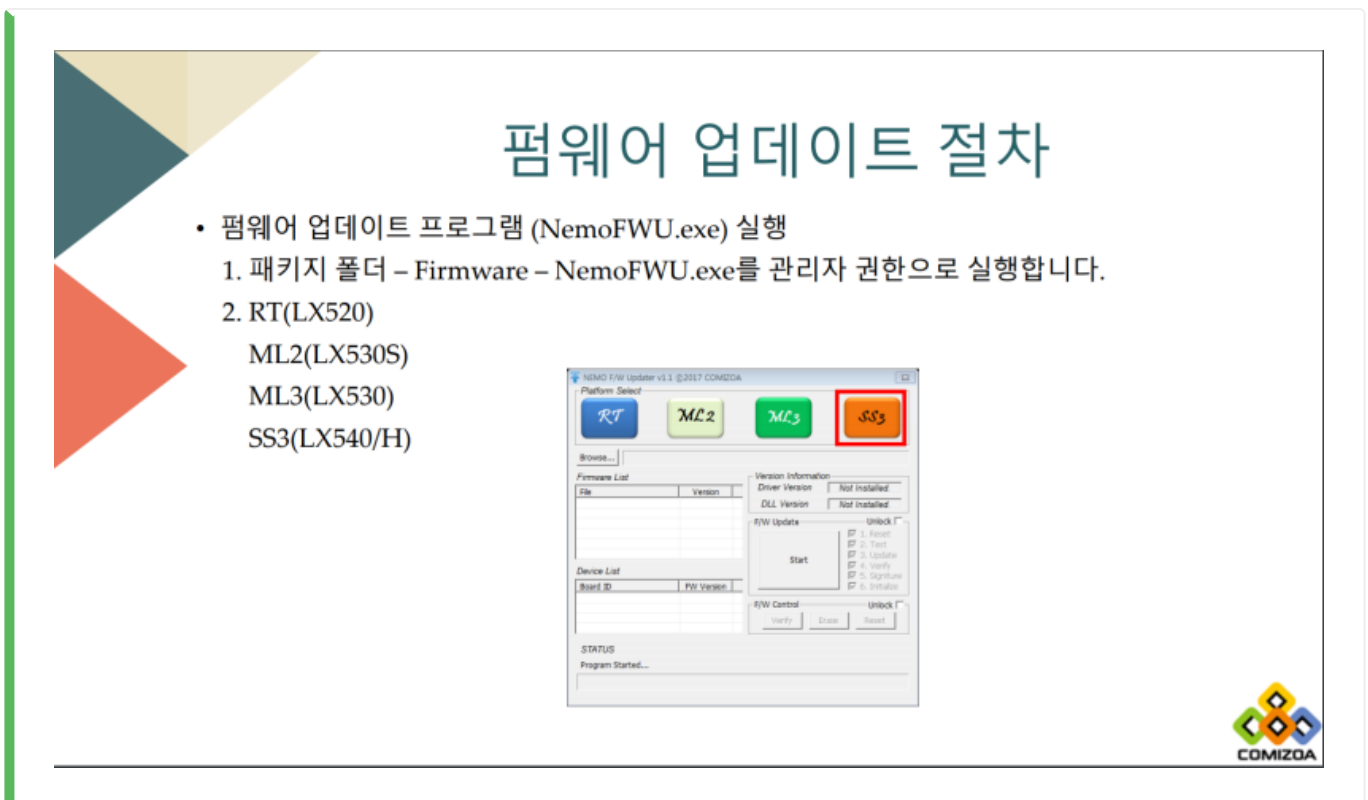 펌웨어 업데이트 절차
• 펌웨어 업데이트 프로그램 (NemoFWU.exe) 실행
1. 패키지 폴더 – Firmware – NemoFWU.exe를 관리자 권한으로 실행합니다.
2. RT(LX520)
ML2(LX530S)
ML3(LX530)
SS3(LX540/H)
NEMO F/W Updater v1.1 @2017 COMIZOA
Platform Select
RT ML2 ML3 SS3
Browse...
Firmware List
File Version
Version Information
Driver Version Not Installed
DLL Version Not Installed
F/W Update Unlock
Start
1. Reset
2. Test
3. Update
4. Verify
5. Signture
6. Initialize
Device List
Board ID FW Version
F/W Control Unlock
Verify Erase Reset
STATUS
Program Started...
COMIZOA